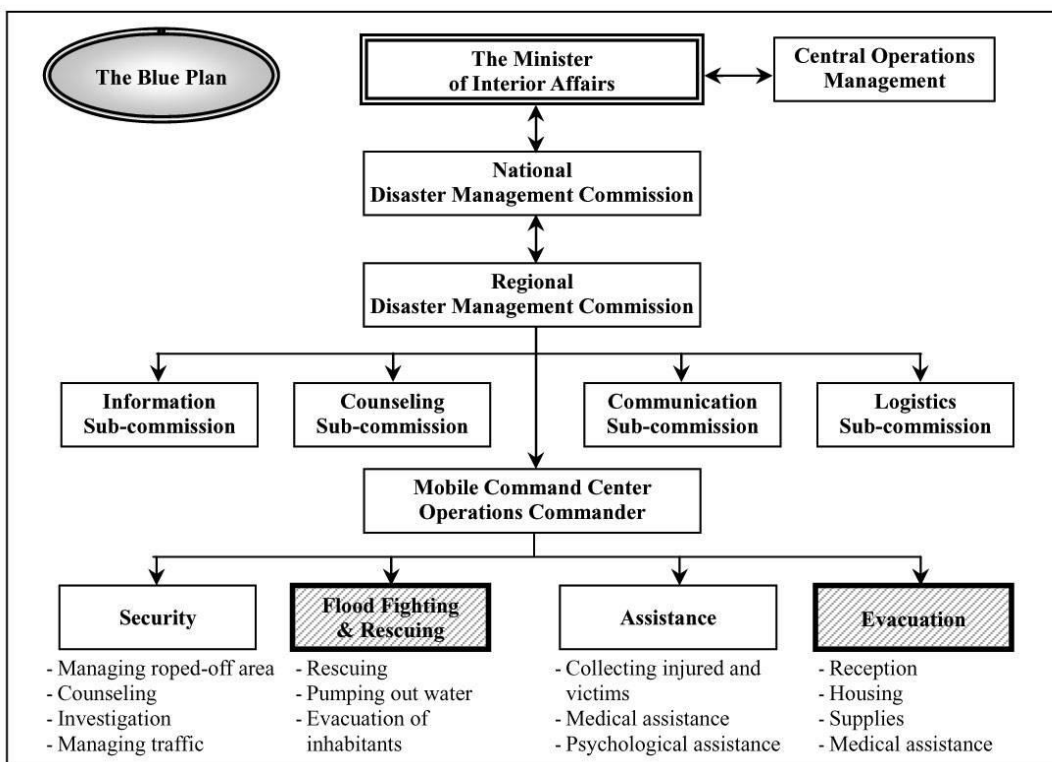 The Blue Plan
The Minister
of Interior Affairs
Central Operations
Management
National
Disaster Management Commission
Regional
Disaster Management Commission
Information
Sub-commission
Counseling
Sub-commission
Communication
Sub-commission
Logistics
Sub-commission
Mobile Command Center
Operations Commander
Security
- Managing roped-off area
- Counseling
- Investigation
- Managing traffic
Flood Fighting
& Rescuing
- Rescuing
- Pumping out water
- Evacuation of
inhabitants
Assistance
- Collecting injured and
victims
- Medical assistance
- Psychological assistance
Evacuation
- Reception
- Housing
- Supplies
- Medical assistance